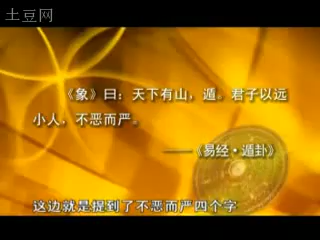 土豆网
《象》曰：天下有山，遁。君子以远
小人，不恶而严。
——《易经·遁卦》
这边就是提到了不恶而严四个字